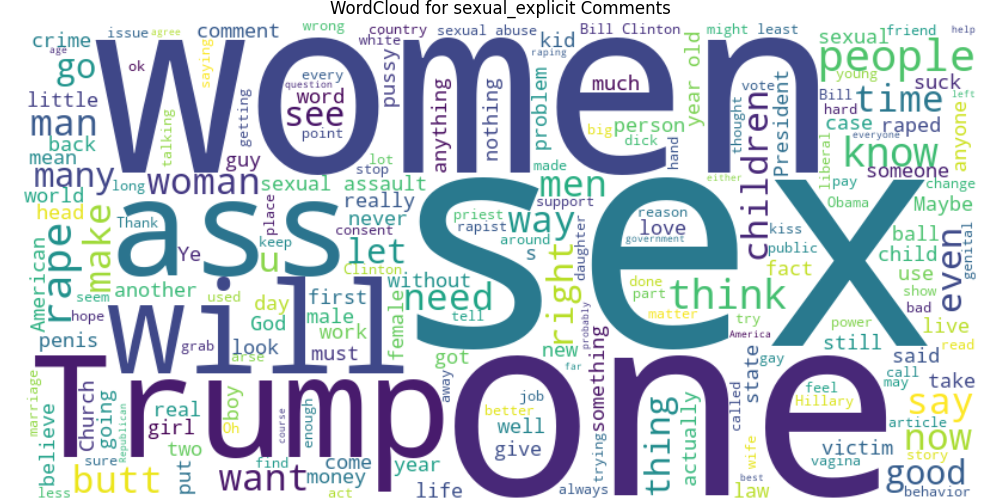 WordCloud for sexual_explicit Comments
women
sex
one
Trump
will
ass
people
time
know
man
many
woman
go
crime
little
back
mean
world
head
rape
make
American
another
ok
issue
age
agree
saying
talking
comment
getting
guy
see
word
every
question
point
wrong
country
white
sexual abuse
raping
kid
Bill Clinton
might
least
sexual
friend
help
pussy
anything
nothing
problem
much
person
big
dick
year old
hand
thought
vote
President
Bill
hard
young
suck
case
raped
left
anyone
everyone
liberal
someone
children
either
long
lot
stop
made
sexual assault
really
never
men
way
support
Thank
Ye
place
keep
consent
u
let
Clinton
priest
rapist
around
s
reason
love
government
daughter
kiss
pay
Obama
public
change
Maybe
ball
child
use
show
bad
even
genital
fact
without
need
tell
right
done
part
matter
think
try
America
power
still
live
read
seem
hope
used
day
God
first
male
work
female
penis
grab
look
arse
must
got
new
probably
far
something
gay
state
said
call
may
take
marriage
believe
Church
going
Republican
real
girl
boy
Oh
course
enough
away
job
better
well
give
trying
thing
actually
called
wife
feel
Hillary
victim
vagina
article
say
now
story
less
sure
butt
put
two
want
find
act
come
money
year
life
always
best
law
good
behavior